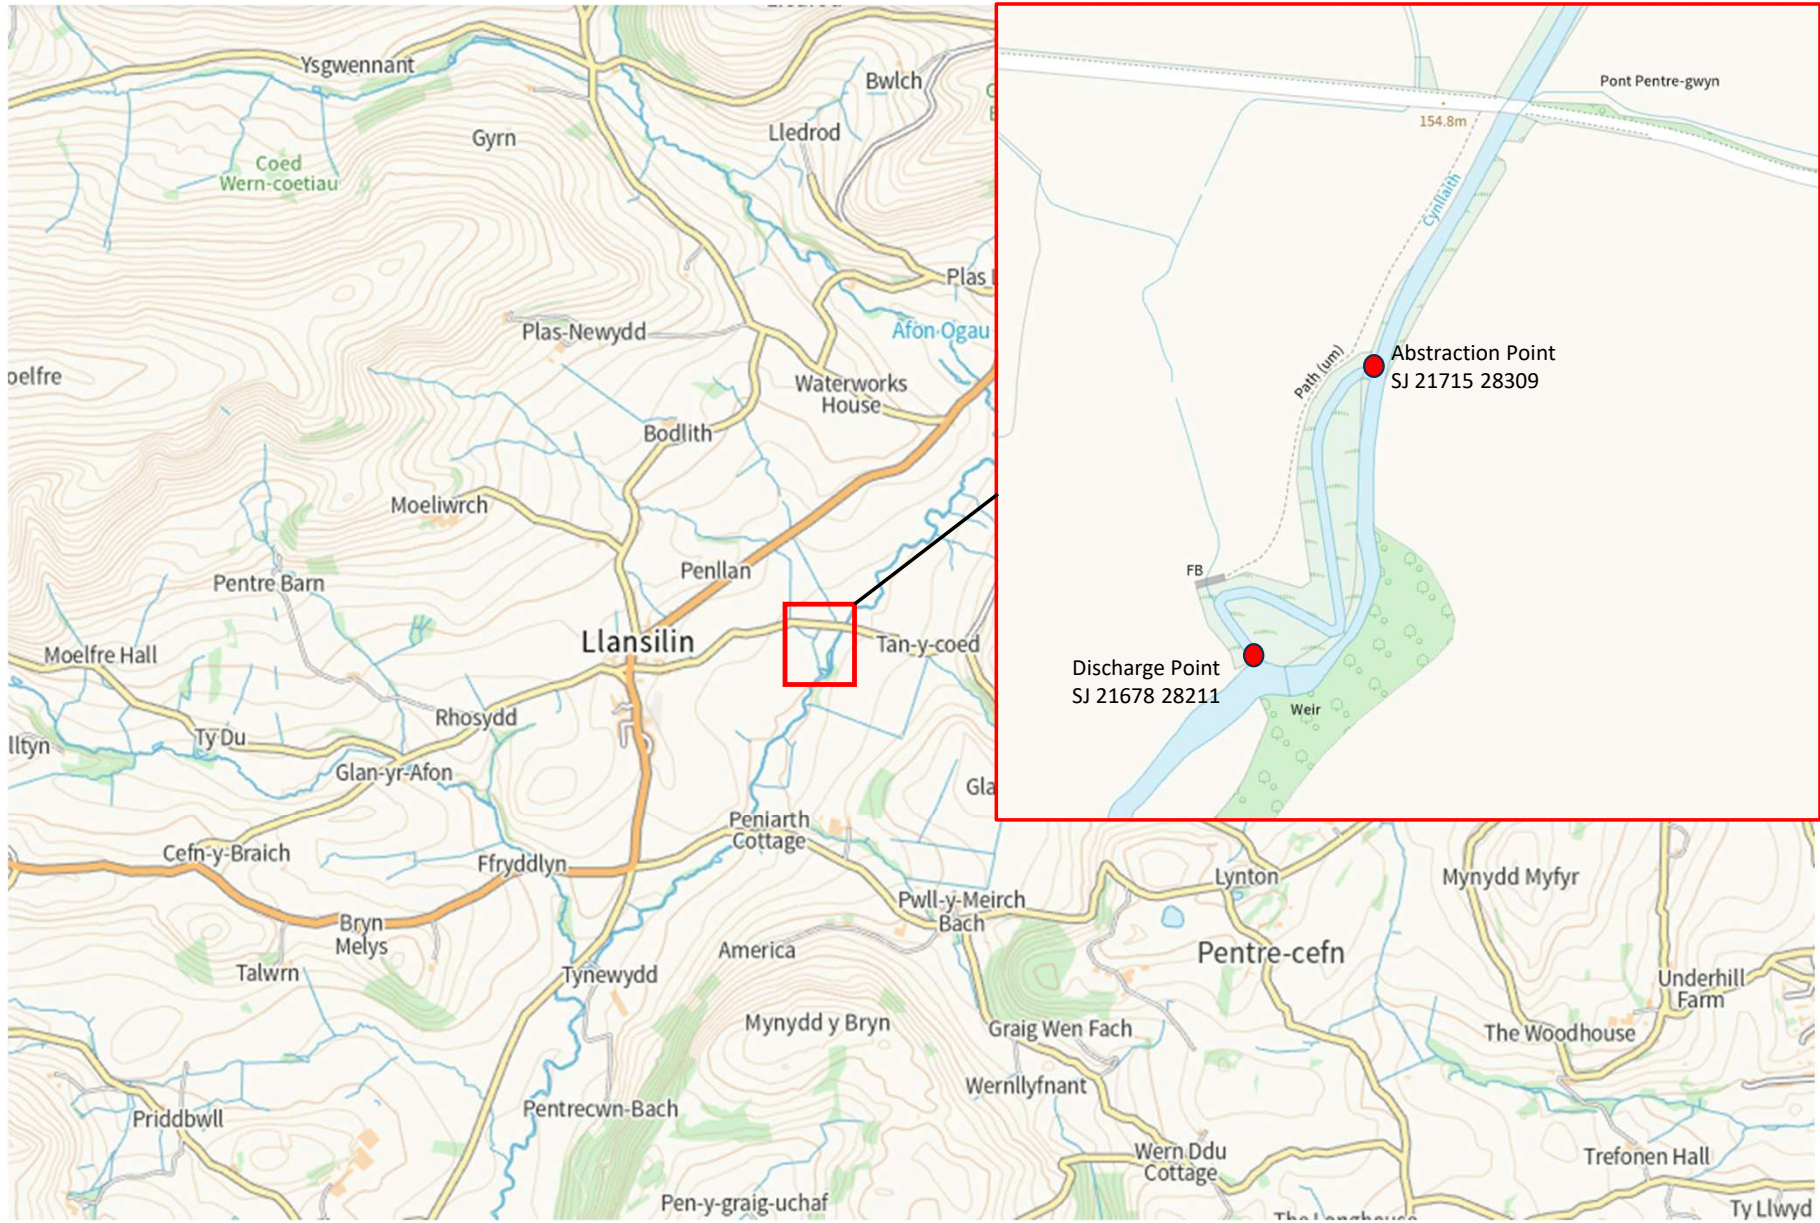 Ysgwennant
Bwlch
Gyrn
Lledrod
Coed
Wern-coetiau
Plas
Plas-Newydd
Afon Ogau
oelfre
Waterworks
House
Bodlith
Moeliwrch
Penllan
Pentre Barn
Llansilin
Tan-y-coed
Moelfre Hall
Rhosydd
Ty Du
lltyn
Glan-yr-Afon
Gla
Peniarth
Cottage
Cefn-y-Braich
Ffryddlyn
Lynton
Mynydd Myfyr
Pwll-y-Meirch
Bach
Bryn
Melys
America
Pentre-cefn
Talwrn
Tynewydd
Underhill
Farm
Mynydd y Bryn
Graig Wen Fach
The Woodhouse
Wernllyfnant
Pentrecwn-Bach
Priddbwll
Wern Ddu
Cottage
Trefonen Hall
Pen-y-graig-uchaf
Ty Llwyd
Pont Pentre-gwyn
154.8m
Cynllaith
Path (um)
Abstraction Point
SJ 21715 28309
FB
Discharge Point
SJ 21678 28211
Weir